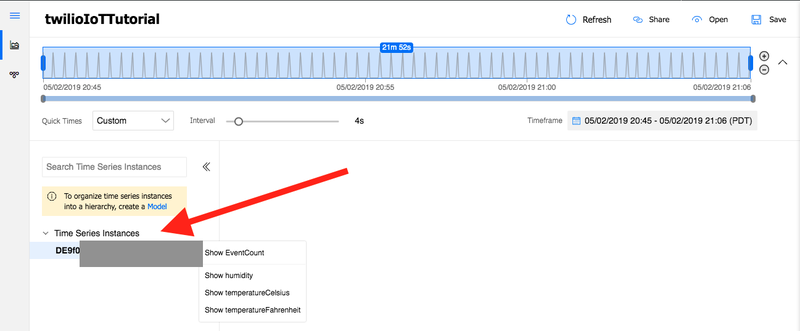 twilioIoTTutorial
Refresh
Share
Open
Save
21m 52s
05/02/2019 20:45
05/02/2019 20:55
05/02/2019 21:00
05/02/2019 21:06
Quick Times
Custom
Interval
4s
Timeframe
05/02/2019 20:45 - 05/02/2019 21:06 (PDT)
Search Time Series Instances
To organize time series instances
into a hierarchy, create a Model
Time Series Instances
DE9f0
Show EventCount
Show humidity
Show temperatureCelsius
Show temperatureFahrenheit